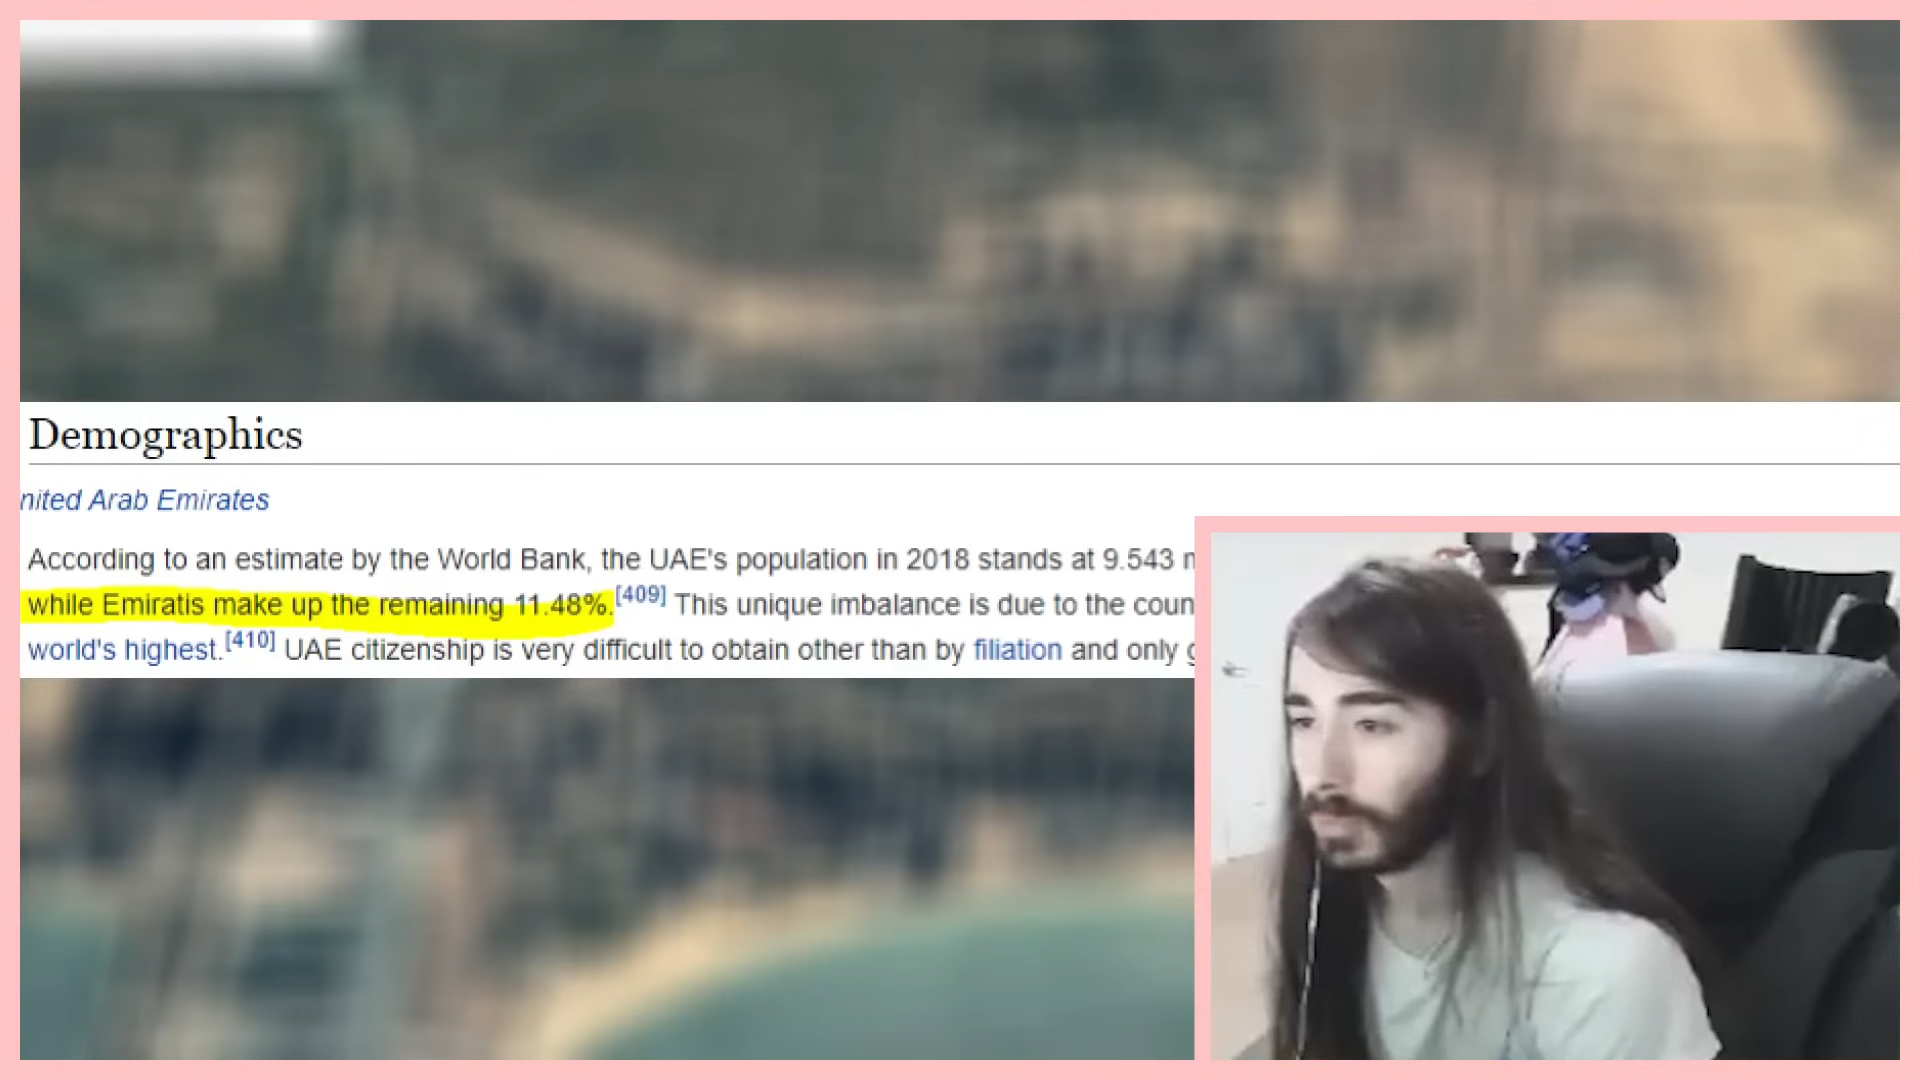 Demographics
nited Arab Emirates
According to an estimate by the World Bank, the UAE's population in 2018 stands at 9.543
while Emiratis make up the remaining 11.48%.[409] This unique imbalance is due to the coun
world's highest.[410] UAE citizenship is very difficult to obtain other than by filiation and only